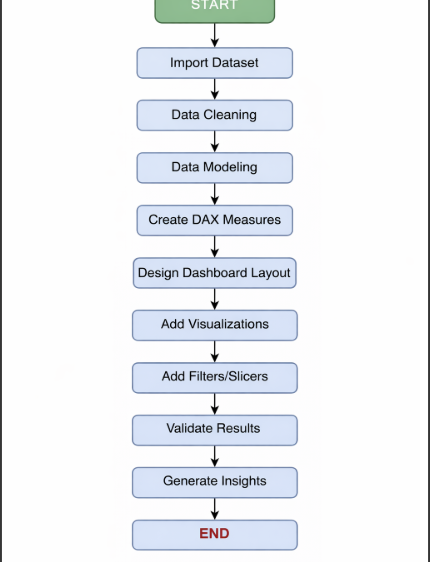 START
Import Dataset
Data Cleaning
Data Modeling
Create DAX Measures
Design Dashboard Layout
Add Visualizations
Add Filters/Slicers
Validate Results
Generate Insights
END